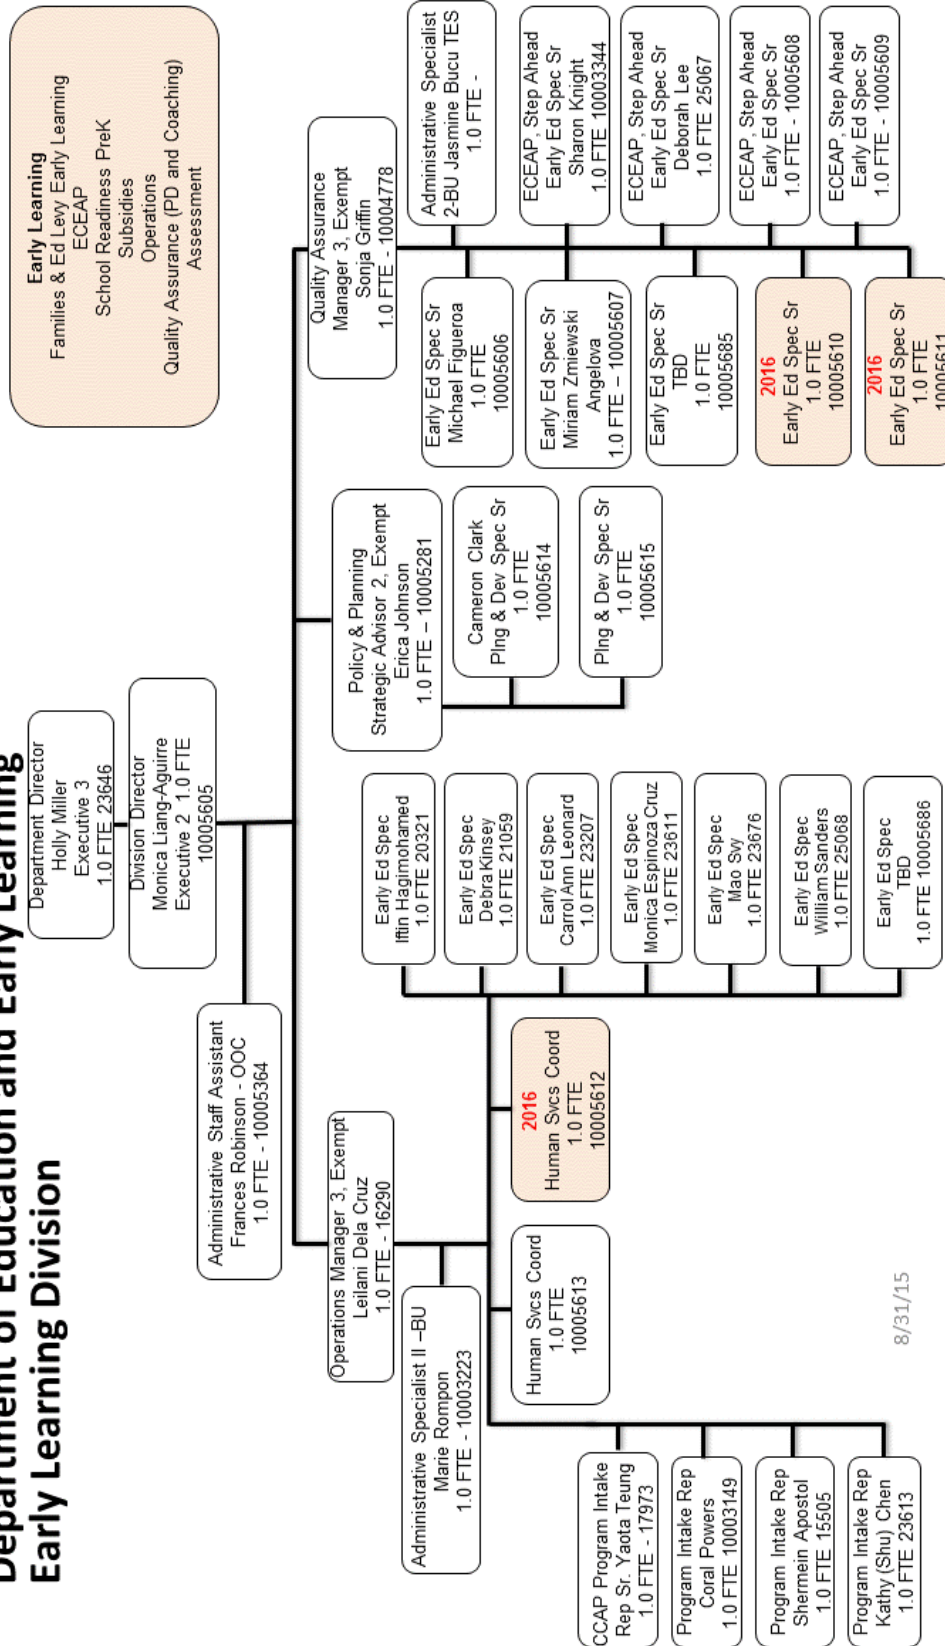 Department of Education and Early Learning
Early Learning Division
Early Learning
Families & Ed Levy Early Learning
ECEAP
School Readiness PreK
Subsidies
Operations
Quality Assurance (PD and Coaching)
Assessment
Department Director
Holly Miller
Executive 3
1.0 FTE 23646
Division Director
Monica Liang-Aguirre
Executive 2  1.0 FTE
10005605
Administrative Staff Assistant
Frances Robinson - OOC
1.0 FTE - 10005364
Operations Manager 3, Exempt
Leilani Dela Cruz
1.0 FTE - 16290
Administrative Specialist II –BU
Marie Rompon
1.0 FTE - 10003223
CCAP Program Intake
Rep Sr. Yaota Teung
1.0 FTE - 17973
Program Intake Rep
Coral Powers
1.0 FTE 10003149
Program Intake Rep
Shermein Apostol
1.0 FTE 15505
Program Intake Rep
Kathy (Shu) Chen
1.0 FTE 23613
Human Svcs Coord
1.0 FTE
10005613
2016
Human Svcs Coord
1.0 FTE
10005612
Early Ed Spec
Iftin Hagimohamed
1.0 FTE 20321
Early Ed Spec
Debra Kinsey
1.0 FTE 21059
Early Ed Spec
Carrol Ann Leonard
1.0 FTE 23207
Early Ed Spec
Monica Espinoza Cruz
1.0 FTE 23611
Early Ed Spec
Mao Svy
1.0 FTE 23676
Early Ed Spec
William Sanders
1.0 FTE 25068
Early Ed Spec
TBD
1.0 FTE 10005686
Policy & Planning
Strategic Advisor 2, Exempt
Erica Johnson
1.0 FTE – 10005281
Cameron Clark
Plng & Dev Spec Sr
1.0 FTE
10005614
Plng & Dev Spec Sr
1.0 FTE
10005615
Quality Assurance
Manager 3, Exempt
Sonja Griffin
1.0 FTE - 10004778
Early Ed Spec Sr
Michael Figueroa
1.0 FTE
10005606
Early Ed Spec Sr
Miriam Zmiewski
Angelova
1.0 FTE – 10005607
Early Ed Spec Sr
TBD
1.0 FTE
10005685
2016
Early Ed Spec Sr
1.0 FTE
10005610
2016
Early Ed Spec Sr
1.0 FTE
10005611
Administrative Specialist
2-BU Jasmine Bucu TES
1.0 FTE -
ECEAP, Step Ahead
Early Ed Spec Sr
Sharon Knight
1.0 FTE 10003344
ECEAP, Step Ahead
Early Ed Spec Sr
Deborah Lee
1.0 FTE 25067
ECEAP, Step Ahead
Early Ed Spec Sr
1.0 FTE - 10005608
ECEAP, Step Ahead
Early Ed Spec Sr
1.0 FTE - 10005609
8/31/15